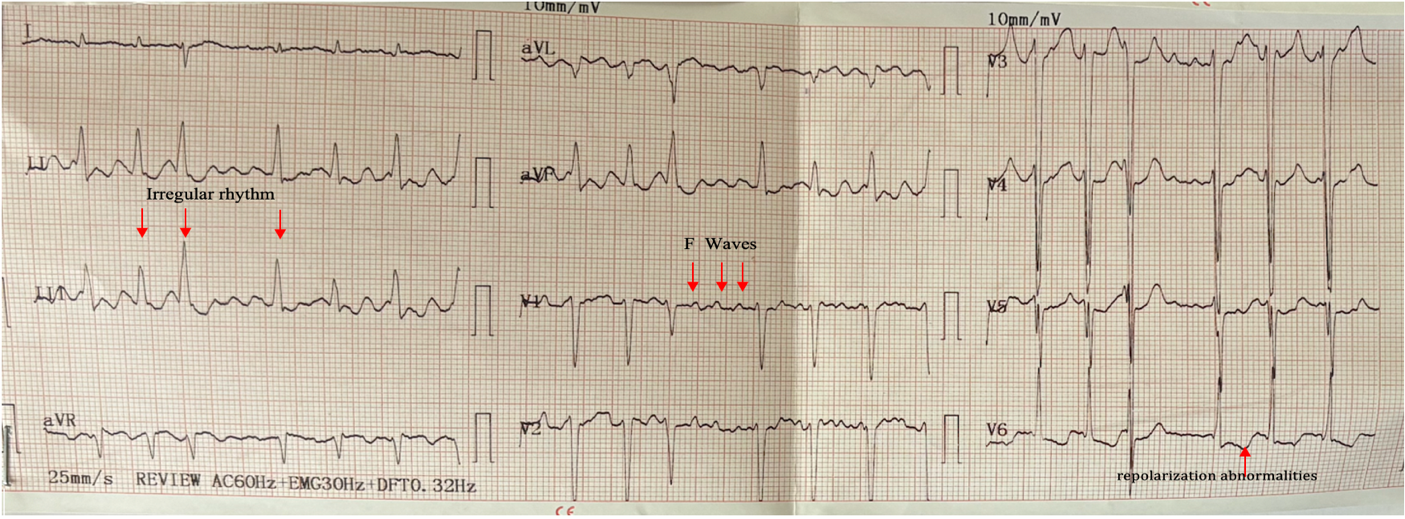 10mm/mV
10mm/mV
I
aVL
V3
II
aVF
V4
Irregular rhythm
F Waves
III
V1
V5
aVR
V2
V6
repolarization abnormalities
25mm/s REVIEW AC60Hz+EMG30Hz+DFT0.32Hz
CE